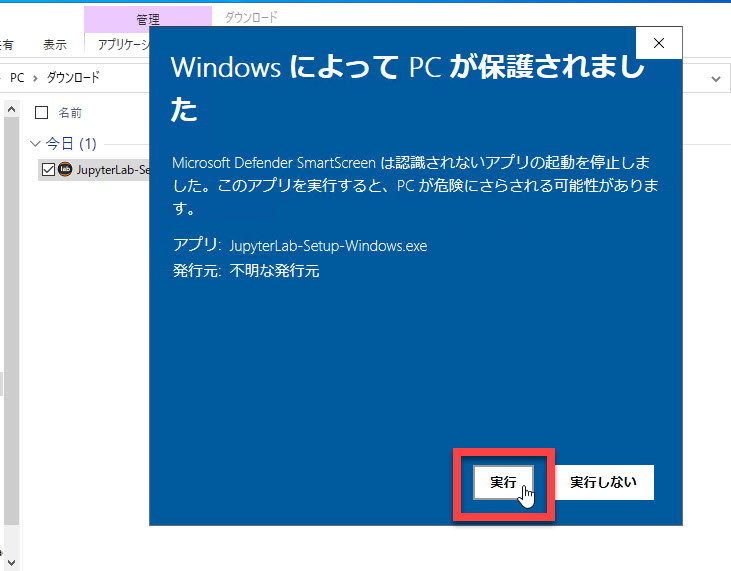 管理
ダウンロード
共有
表示
アプリケーシ
PC
ダウンロード
名前
今日 (1)
JupyterLab-Se
Windows によって PC が保護されまし
た
Microsoft Defender SmartScreen は認識されないアプリの起動を停止しま
した。このアプリを実行すると、PC が危険にさらされる可能性がありま
す。
アプリ: JupyterLab-Setup-Windows.exe
発行元: 不明な発行元
実行
実行しない